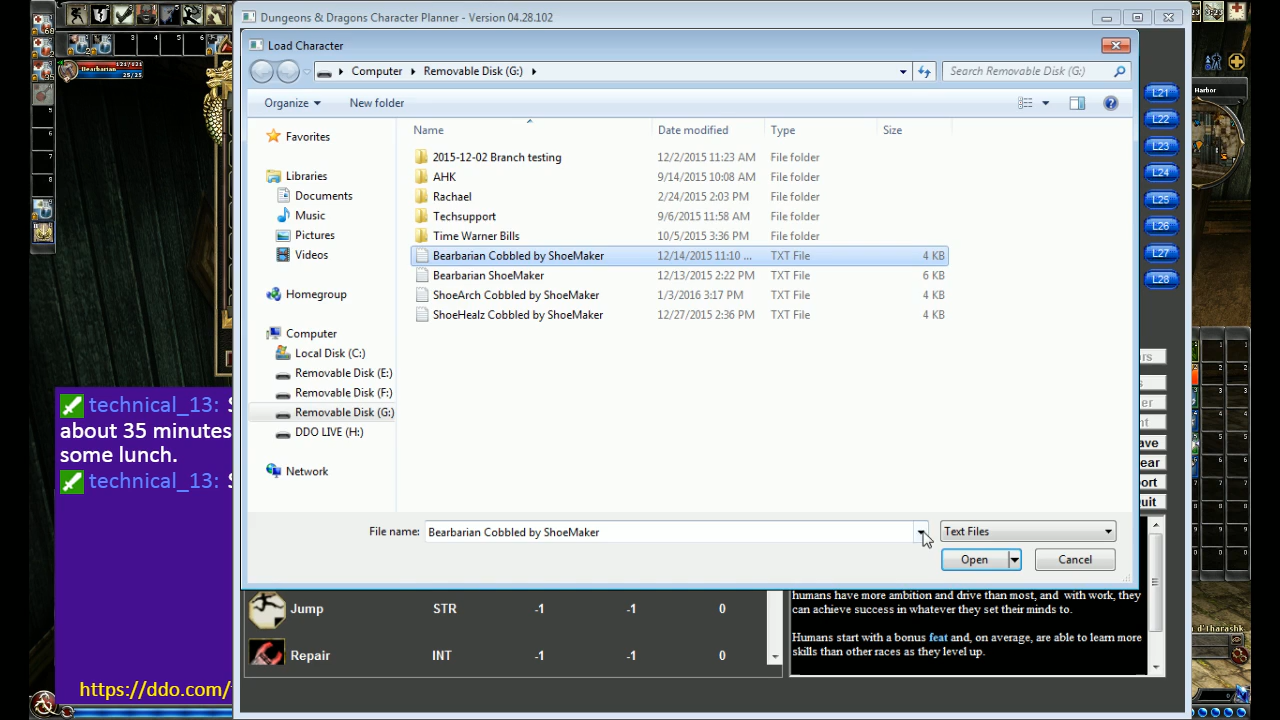 Dungeons & Dragons Character Planner - Version 04.28.102
Load Character
Computer
Removable Disk (G:)
Search Removable Disk (G:)
Organize
New folder
Name
Date modified
Type
Size
Favorites
Libraries
Documents
Music
Pictures
Videos
Homegroup
Computer
Local Disk (C:)
Removable Disk (E:)
Removable Disk (F:)
Removable Disk (G:)
DDO LIVE (H:)
Network
2015-12-02 Branch testing 12/2/2015 11:23 AM File folder
AHK 9/14/2015 10:08 AM File folder
Rachael 2/24/2015 2:03 PM File folder
Techsupport 9/6/2015 11:58 AM File folder
Time Warner Bills 10/5/2015 3:36 PM File folder
Bearbarian Cobbled by ShoeMaker 12/14/2015 11:10 ... TXT File 4 KB
Bearbarian ShoeMaker 12/13/2015 2:22 PM TXT File 6 KB
ShoeArch Cobbled by ShoeMaker 1/3/2016 3:17 PM TXT File 4 KB
ShoeHealz Cobbled by ShoeMaker 12/27/2015 2:36 PM TXT File 4 KB
File name: Bearbarian Cobbled by ShoeMaker
Text Files
Open
Cancel
L21
L22
L23
L24
L25
L26
L27
L28
Harbor
Bearbarian
121/121
25/25
technical_13: S
about 35 minutes
some lunch.
technical_13: S
https://ddo.com/
Jump STR -1 -1 0
Repair INT -1 -1 0
humans have more ambition and drive than most, and with work, they
can achieve success in whatever they set their minds to.
Humans start with a bonus feat and, on average, are able to learn more
skills than other races as they level up.
d'Tharashk